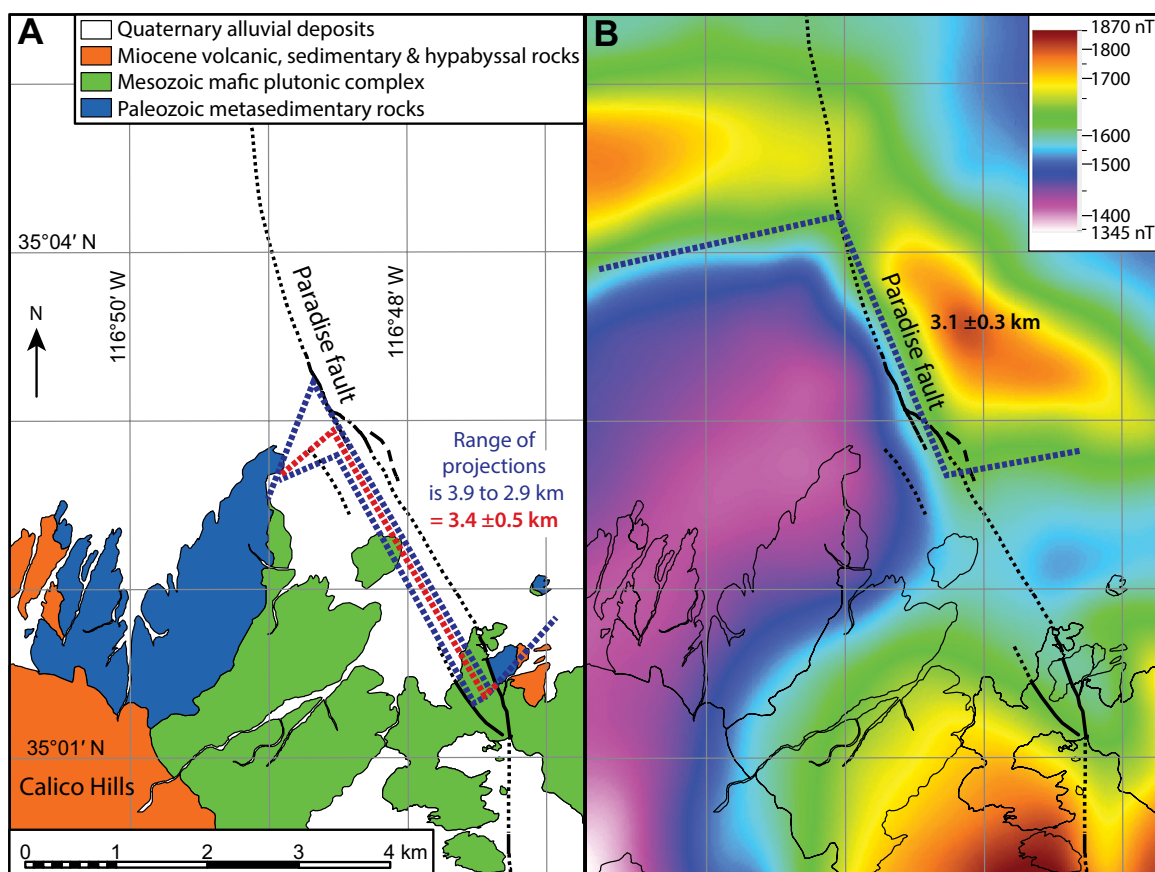 A
Quaternary alluvial deposits
Miocene volcanic, sedimentary & hypabyssal rocks
Mesozoic mafic plutonic complex
Paleozoic metasedimentary rocks
35°04′ N
N
116°50′ W
116°48′ W
Paradise fault
Range of
projections
is 3.9 to 2.9 km
= 3.4 ±0.5 km
35°01′ N
Calico Hills
0 1 2 3 4 km
B
1870 nT
1800
1700
1600
1500
1400
1345 nT
Paradise fault
3.1 ±0.3 km